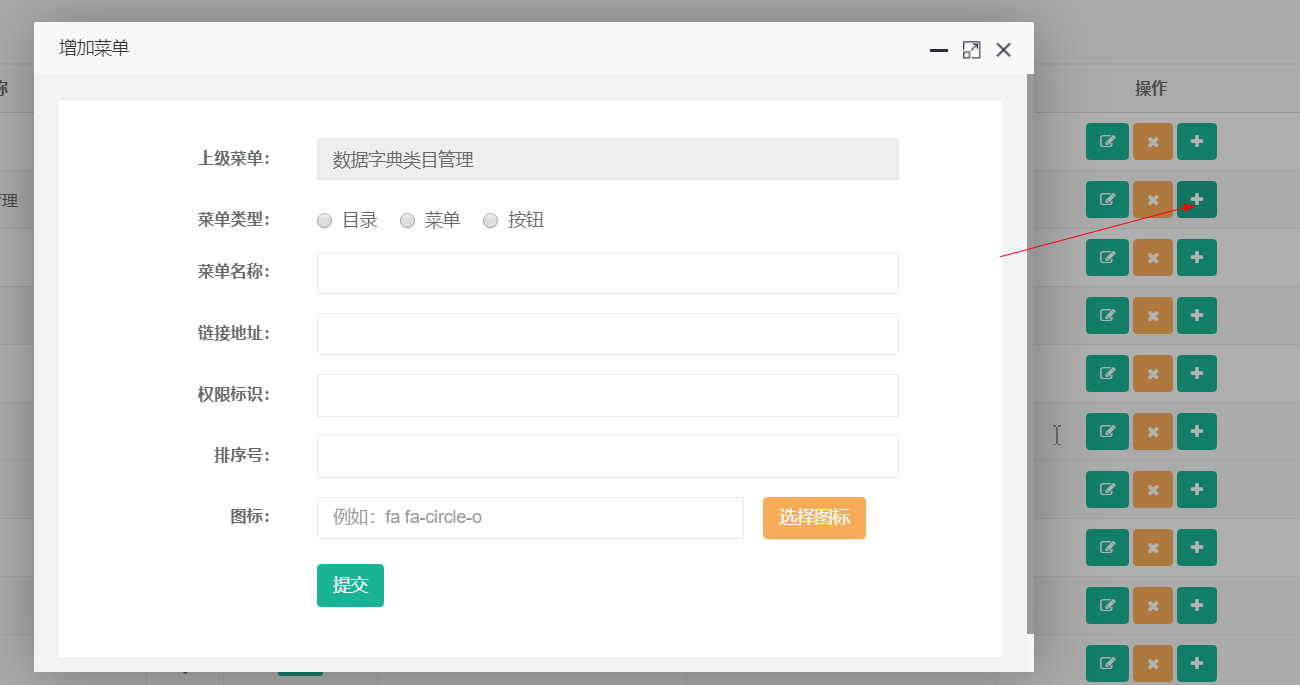 增加菜单
操作
上级菜单：
数据字典类目管理
菜单类型：
目录 菜单 按钮
菜单名称：
链接地址：
权限标识：
排序号：
图标：
例如：fa fa-circle-o
选择图标
提交